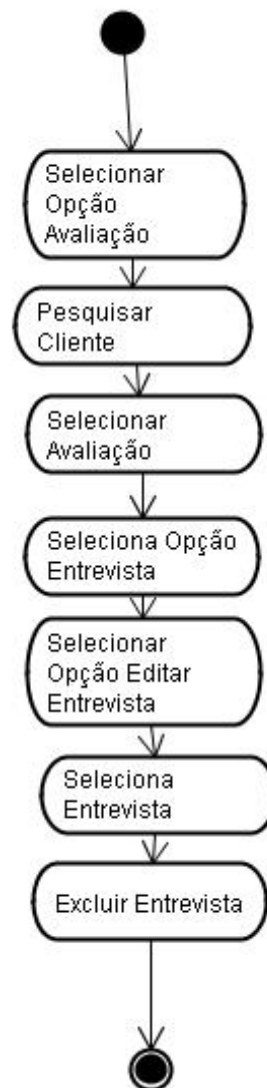 Selecionar
Opção
Avaliação
Pesquisar
Cliente
Selecionar
Avaliação
Seleciona Opção
Entrevista
Selecionar
Opção Editar
Entrevista
Seleciona
Entrevista
Excluir Entrevista